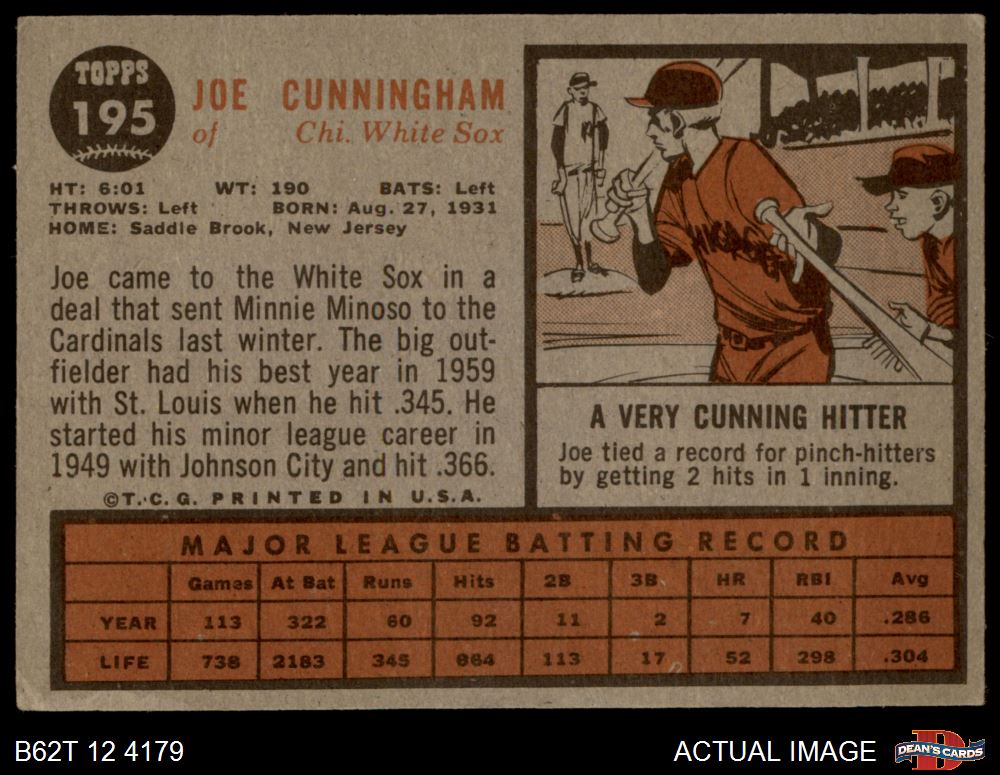 TOPPS
195
JOE CUNNINGHAM
of Chi. White Sox
HT: 6:01 WT: 190 BATS: Left
THROWS: Left BORN: Aug. 27, 1931
HOME: Saddle Brook, New Jersey
Joe came to the White Sox in a
deal that sent Minnie Minoso to the
Cardinals last winter. The big out-
fielder had his best year in 1959
with St. Louis when he hit .345. He
started his minor league career in
1949 with Johnson City and hit .366.
©T.C.G. PRINTED IN U.S.A.
A VERY CUNNING HITTER
Joe tied a record for pinch-hitters
by getting 2 hits in 1 inning.
MAJOR LEAGUE BATTING RECORD
Games At Bat Runs Hits 2B 3B HR RBI Avg
YEAR 113 322 60 92 11 2 7 40 .286
LIFE 738 2183 345 664 113 17 52 298 .304
B62T 12 4179
ACTUAL IMAGE
DEAN'S CARDS